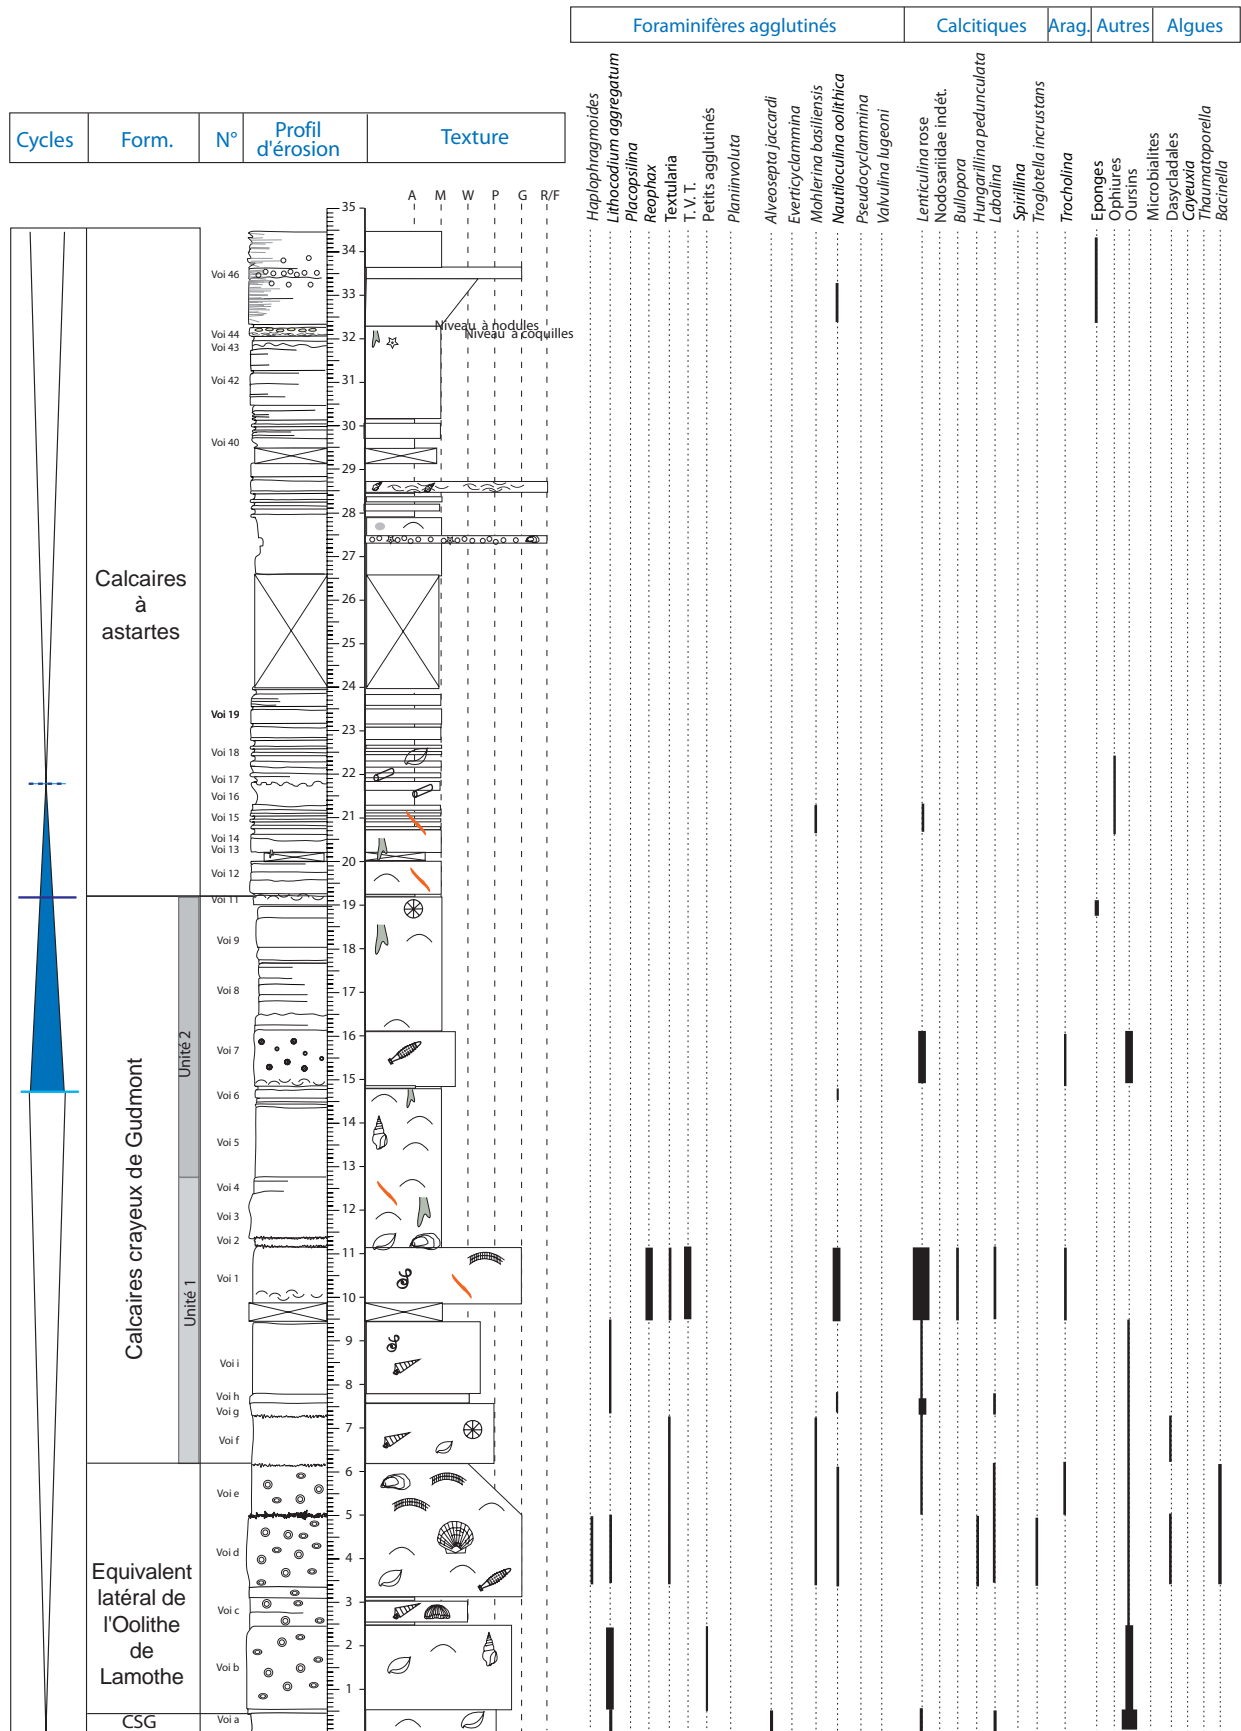 Foraminifères agglutinés Calcitiques Arag. Autres Algues
Haplophragmoides
Lithocodium aggregatum
Placopsilina
Reophax
Textularia
T. V. T.
Petits agglutinés
Planiinvoluta
Alveosepta jaccardi
Everticyclammina
Mohlerina basiliensis
Nautiloculina oolithica
Pseudocyclammina
Valvulina lugeoni
Lenticulina rose
Nodosariidae indét.
Bullopora
Hungarillina pedunculata
Labalina
Spirillina
Troglotella incrustans
Trocholina
Eponges
Ophiures
Oursins
Microbialites
Dasycladales
Cayeuxia
Thaumatoporella
Bacinella
Cycles Form. N° Profil d'érosion Texture
A M W P G R/F
35
34
Voi 46
33
Niveau à nodules
Voi 44
Niveau à coquilles
32
Voi 43
Voi 42
31
30
Voi 40
29
28
27
Calcaires
à
astartes
26
25
24
Voi 19
23
Voi 18
22
Voi 17
Voi 16
21
Voi 15
Voi 14
Voi 13
20
Voi 12
Voi 11
19
Voi 9
18
Voi 8
17
16
Voi 7
15
Voi 6
14
Voi 5
13
Voi 4
12
Voi 3
Voi 2
11
Voi 1
10
9
Voi i
8
Voi h
Voi g
7
Voi f
Calcaires crayeux de Gudmont
Unité 2
Unité 1
6
Voi e
5
Voi d
4
3
Voi c
2
Voi b
1
Equivalent
latéral de
l'Oolithe
de
Lamothe
CSG
Voi a